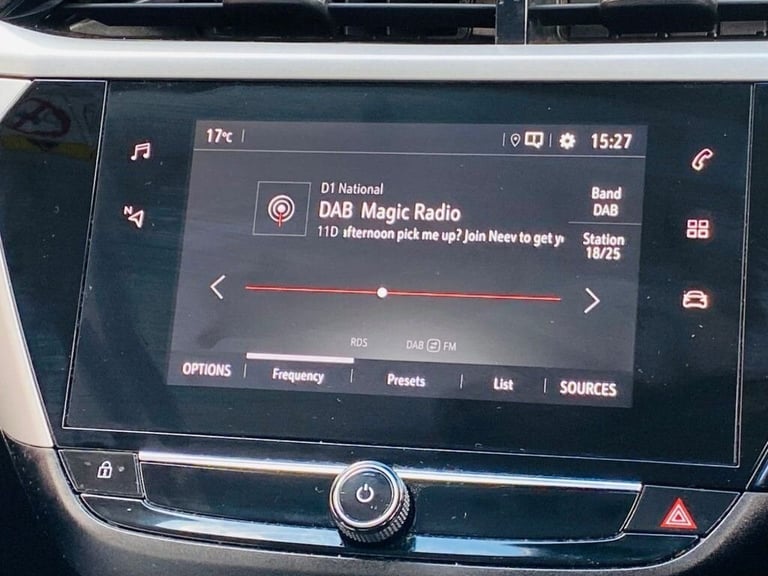 17°C 15:27
D1 National
DAB Magic Radio
11D afternoon pick me up? Join Neev to get y
Band
DAB
Station
18/25
N
RDS DAB FM
OPTIONS Frequency Presets List SOURCES